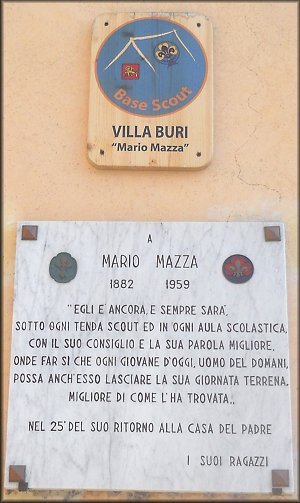 Base Scout
VILLA BURI
"Mario Mazza"
A
MARIO MAZZA
1882 1959
"EGLI E' ANCORA, E SEMPRE SARA',
SOTTO OGNI TENDA SCOUT ED IN OGNI AULA SCOLASTICA,
CON IL SUO CONSIGLIO E LA SUA PAROLA MIGLIORE,
ONDE FAR SI CHE OGNI GIOVANE D'OGGI, UOMO DEL DOMANI,
POSSA ANCH'ESSO LASCIARE LA SUA GIORNATA TERRENA,
MIGLIORE DI COME L'HA TROVATA,,
NEL 25° DEL SUO RITORNO ALLA CASA DEL PADRE
I SUOI RAGAZZI